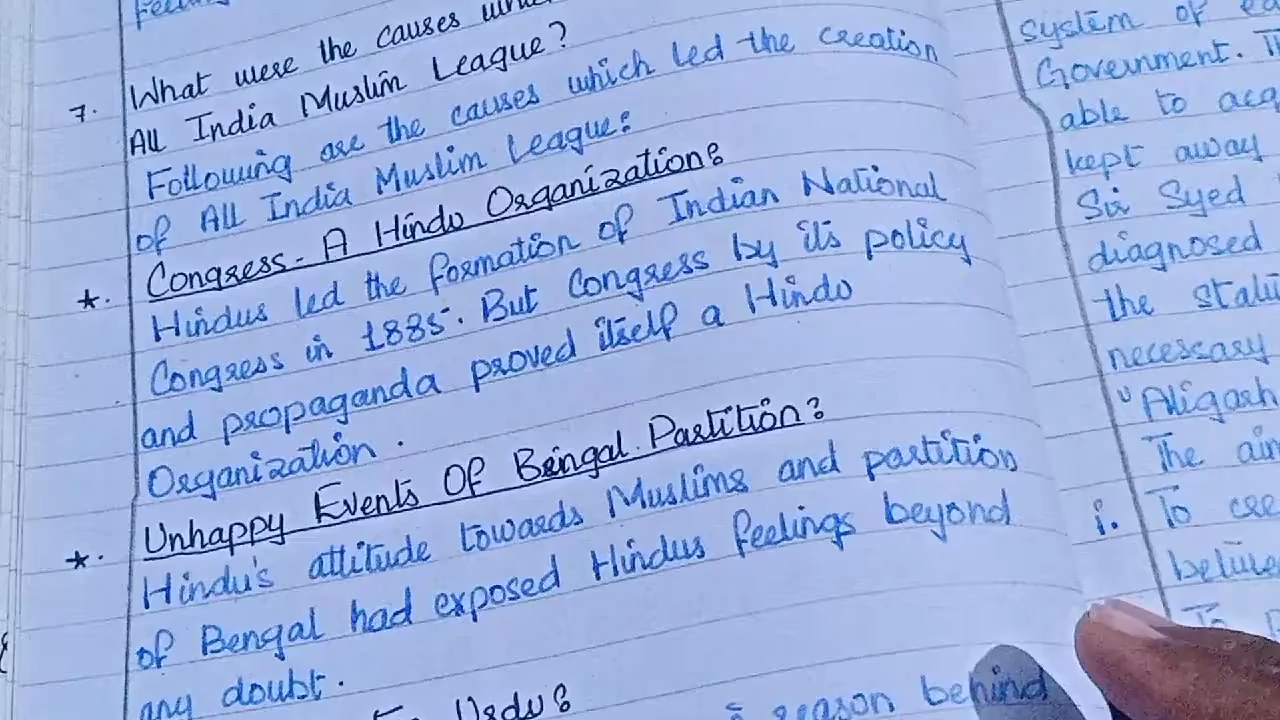 Feeling
7. What were the causes
All India Muslim League?
Following are the causes which led the creation
of All India Muslim League:
* Congress - A Hindu Organization:
Hindus led the formation of Indian National
Congress in 1885. But Congress by its policy
and propaganda proved itself a Hindu
Organization.
* Unhappy Events Of Bengal Partition:
Hindu's attitude towards Muslims and partition
of Bengal had exposed Hindus feelings beyond
any doubt.
Urdu:
reason behind
system of
Government.
able to
kept away
Sir Syed
diagnosed
the
necessary
"Aligarh
The
i. To
To